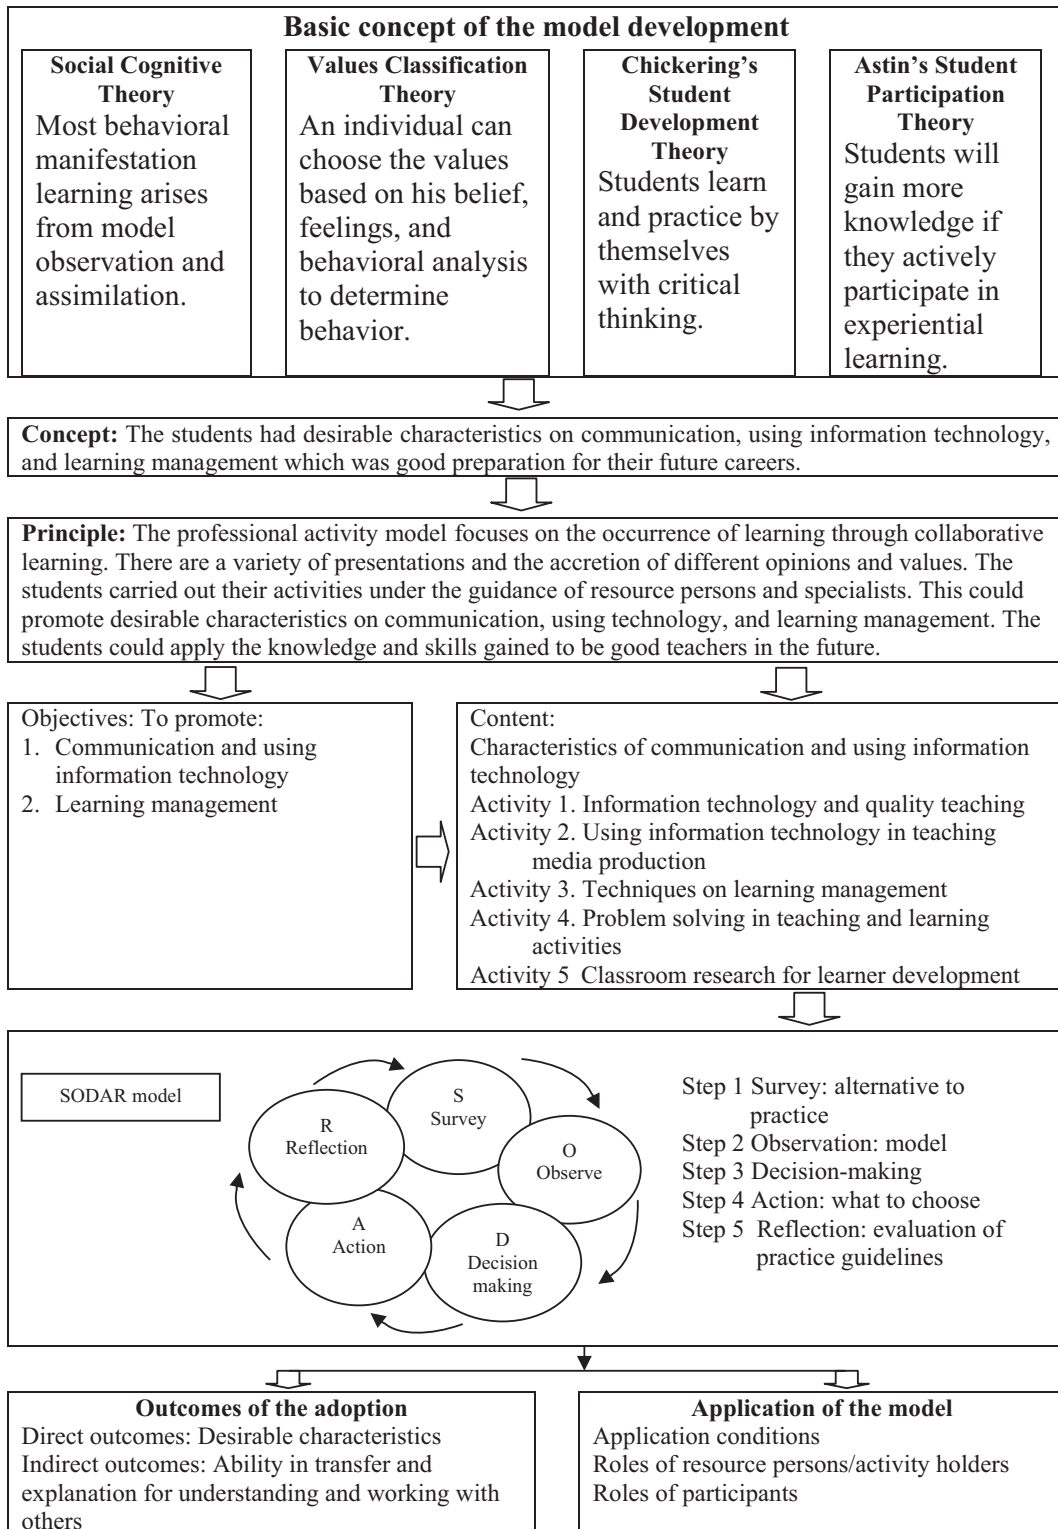 Basic concept of the model development
Social Cognitive
Theory
Most behavioral
manifestation
learning arises
from model
observation and
assimilation.
Values Classification
Theory
An individual can
choose the values
based on his belief,
feelings, and
behavioral analysis
to determine
behavior.
Chickering's
Student
Development
Theory
Students learn
and practice by
themselves
with critical
thinking.
Astin's Student
Participation
Theory
Students will
gain more
knowledge if
they actively
participate in
experiential
learning.
Concept: The students had desirable characteristics on communication, using information technology,
and learning management which was good preparation for their future careers.
Principle: The professional activity model focuses on the occurrence of learning through collaborative
learning. There are a variety of presentations and the accretion of different opinions and values. The
students carried out their activities under the guidance of resource persons and specialists. This could
promote desirable characteristics on communication, using technology, and learning management. The
students could apply the knowledge and skills gained to be good teachers in the future.
Objectives: To promote:
1. Communication and using
information technology
2. Learning management
Content:
Characteristics of communication and using information
technology
Activity 1. Information technology and quality teaching
Activity 2. Using information technology in teaching
media production
Activity 3. Techniques on learning management
Activity 4. Problem solving in teaching and learning
activities
Activity 5 Classroom research for learner development
SODAR model
S
Survey
O
Observe
D
Decision
making
A
Action
R
Reflection
Step 1 Survey: alternative to
practice
Step 2 Observation: model
Step 3 Decision-making
Step 4 Action: what to choose
Step 5 Reflection: evaluation of
practice guidelines
Outcomes of the adoption
Direct outcomes: Desirable characteristics
Indirect outcomes: Ability in transfer and
explanation for understanding and working with
others
Application of the model
Application conditions
Roles of resource persons/activity holders
Roles of participants